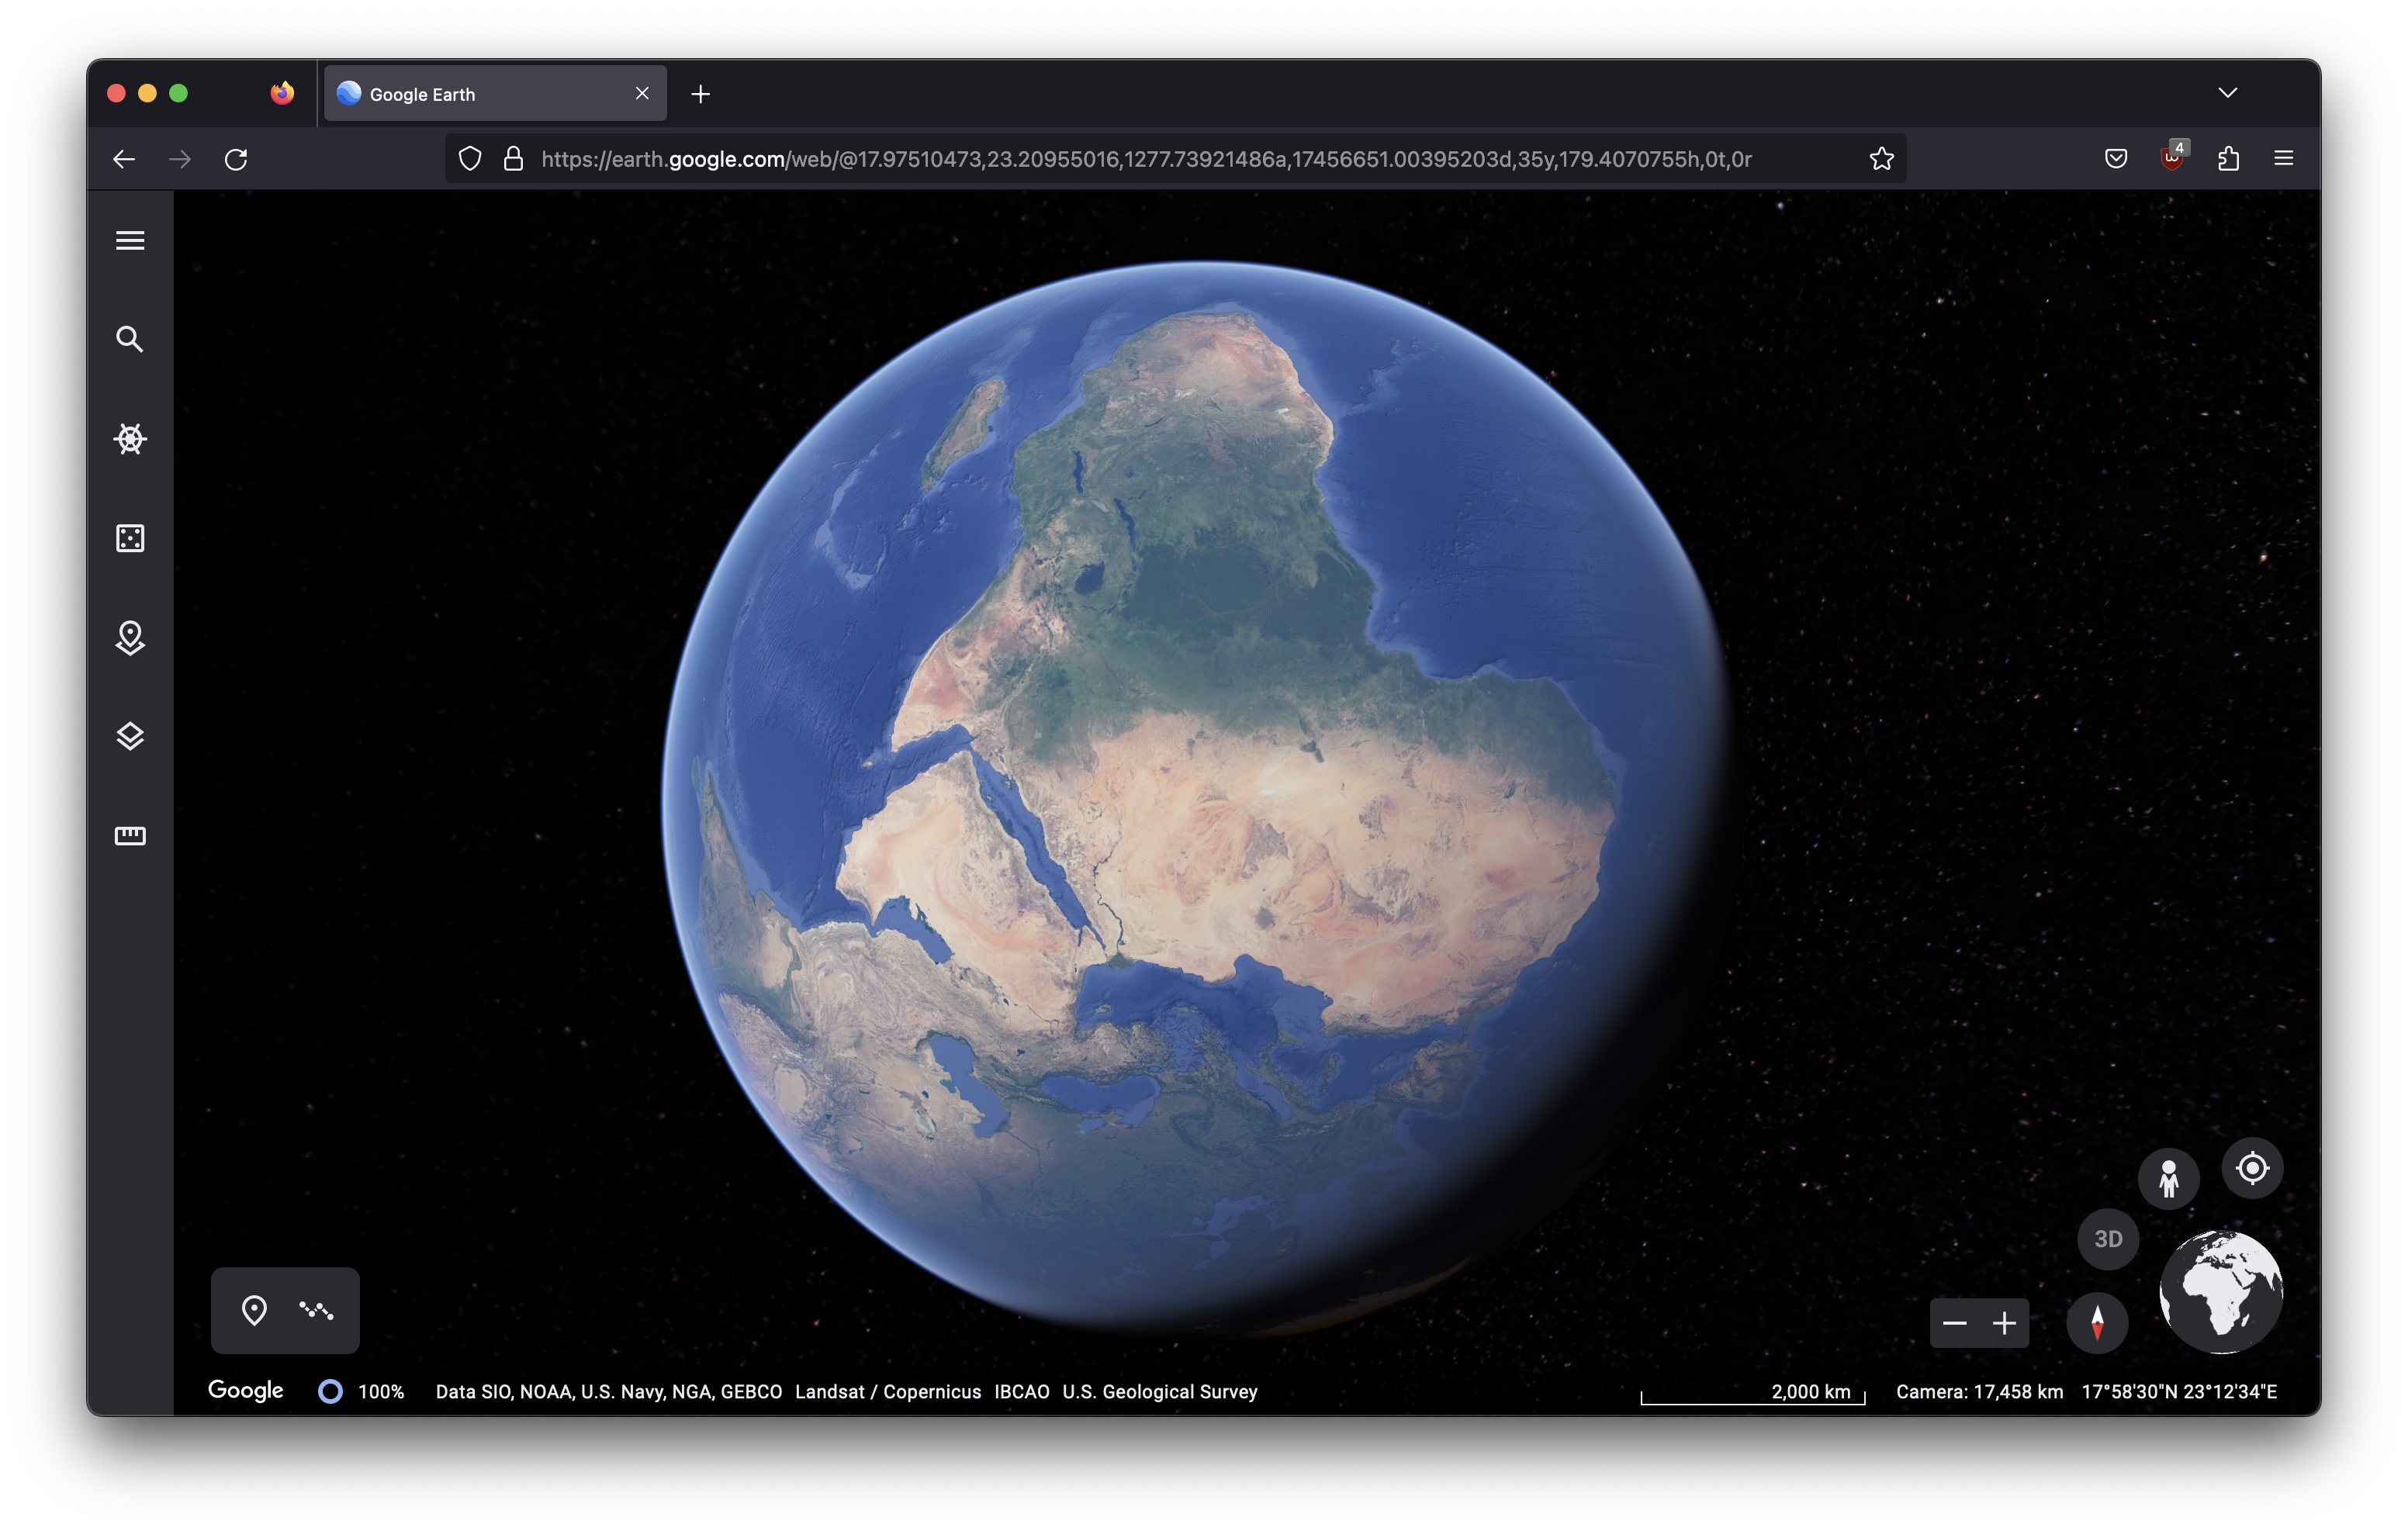 Google Earth
https://earth.google.com/web/@17.97510473,23.20955016,1277.73921486a,17456651.00395203d,35y,179.4070755h,0t,0r
4
3D
Google 100% Data SIO, NOAA, U.S. Navy, NGA, GEBCO Landsat / Copernicus IBCAO U.S. Geological Survey 2,000 km Camera: 17,458 km 17°58'30"N 23°12'34"E